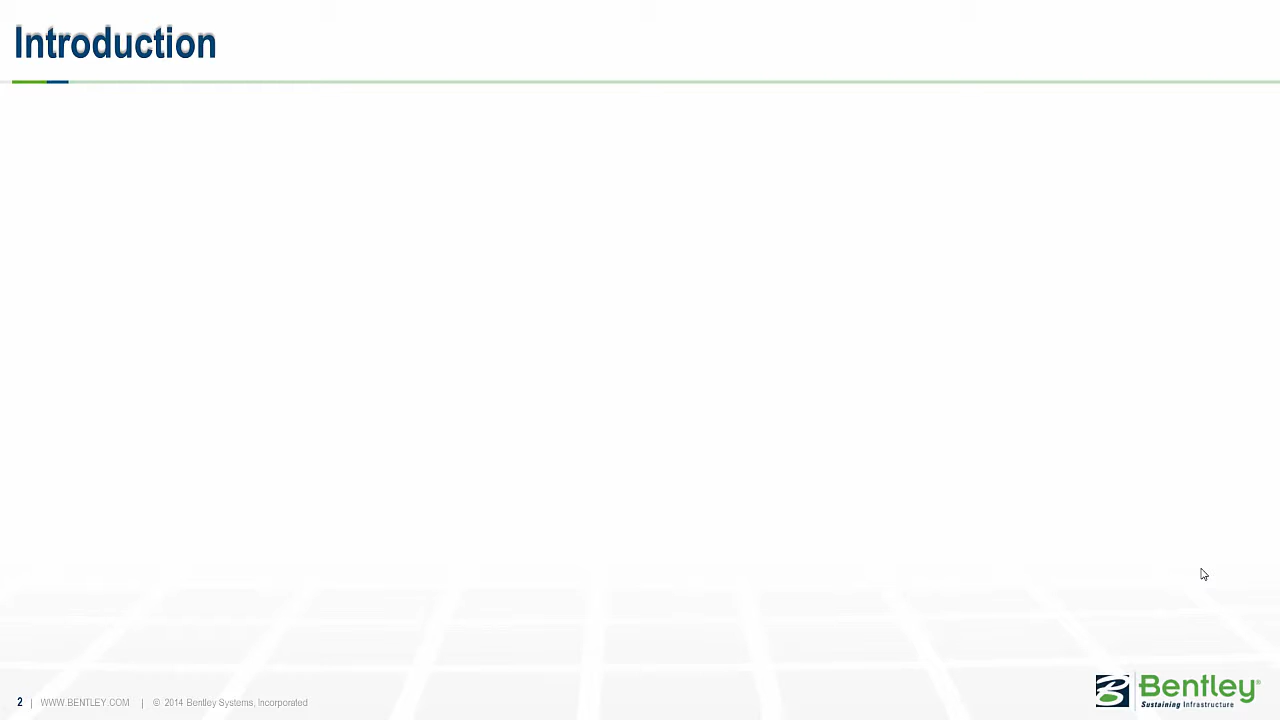 Introduction
2 | WWW.BENTLEY.COM | © 2014 Bentley Systems, Incorporated
Bentley®
Sustaining Infrastructure